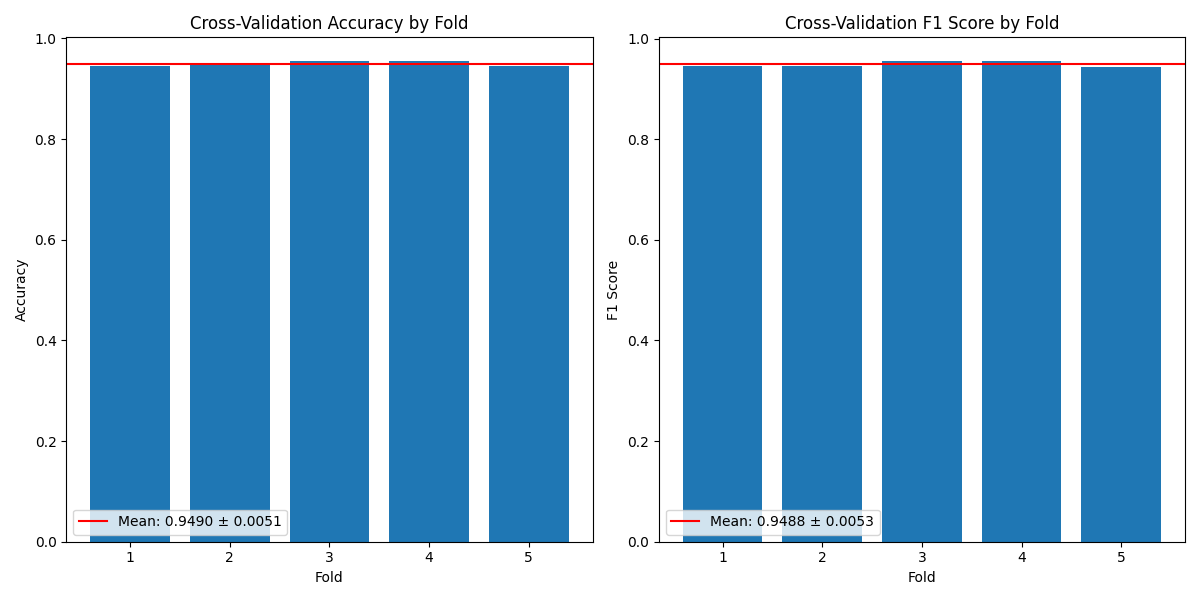 Cross-Validation Accuracy by Fold
1.0
0.8
0.6
0.4
0.2
0.0
Accuracy
Mean: 0.9490 ± 0.0051
1 2 3 4 5
Fold
Cross-Validation F1 Score by Fold
1.0
0.8
0.6
0.4
0.2
0.0
F1 Score
Mean: 0.9488 ± 0.0053
1 2 3 4 5
Fold